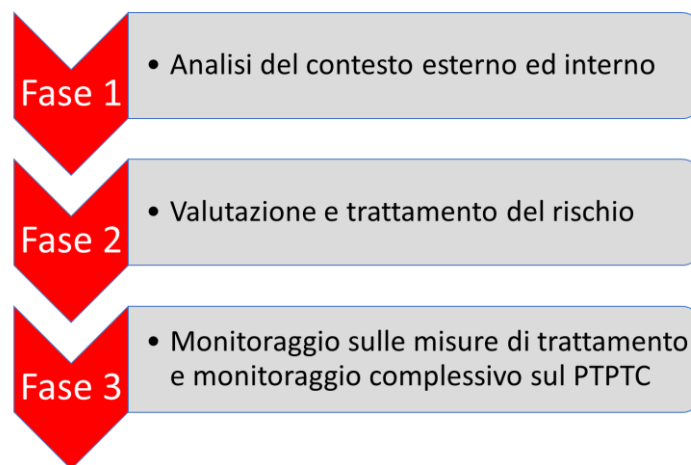 Fase 1
• Analisi del contesto esterno ed interno
Fase 2
• Valutazione e trattamento del rischio
Fase 3
• Monitoraggio sulle misure di trattamento
e monitoraggio complessivo sul PTPTC